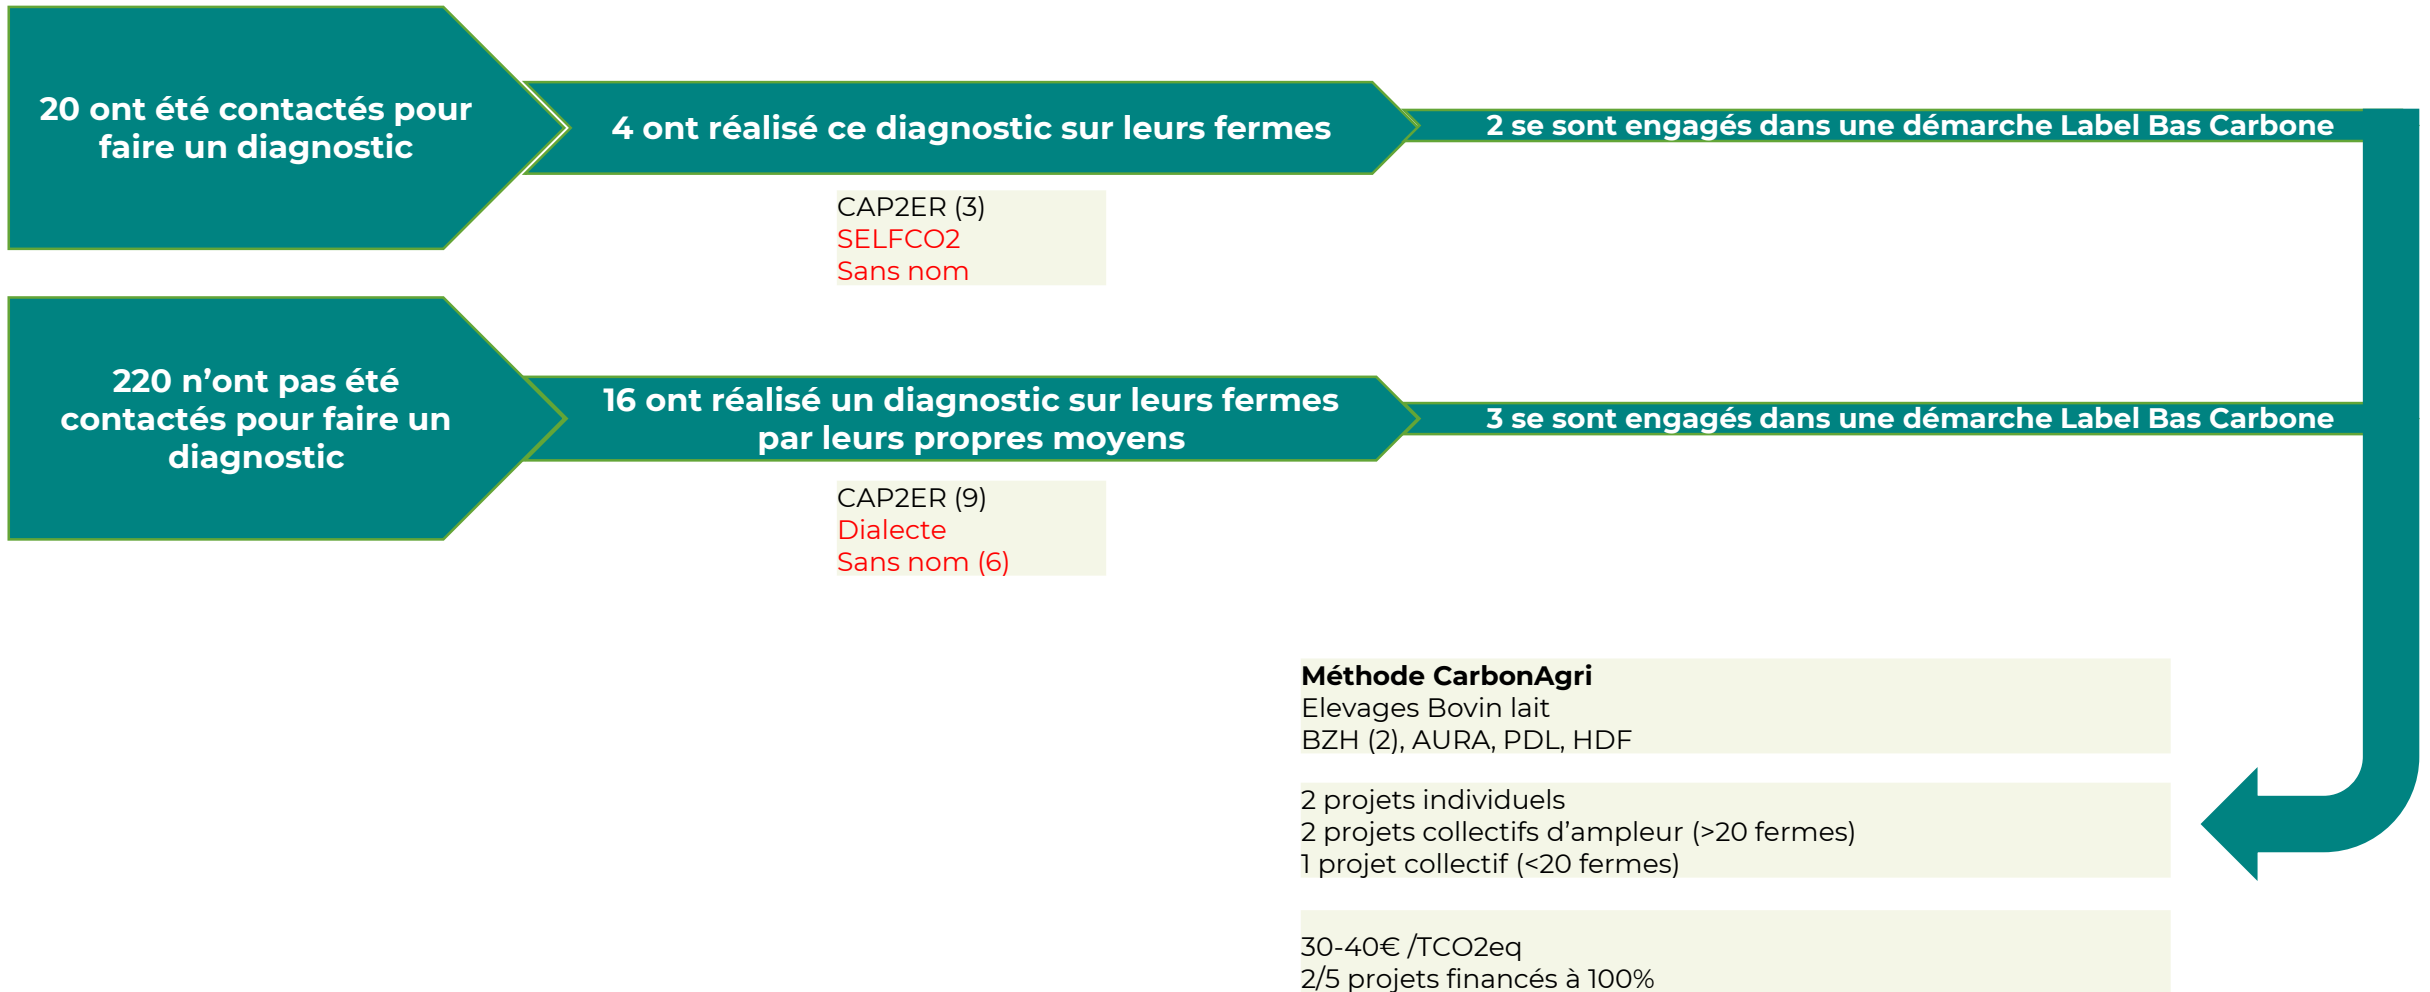 20 ont été contactés pour
faire un diagnostic
4 ont réalisé ce diagnostic sur leurs fermes
2 se sont engagés dans une démarche Label Bas Carbone
CAP2ER (3)
SELFCO2
Sans nom
220 n’ont pas été
contactés pour faire un
diagnostic
16 ont réalisé un diagnostic sur leurs fermes
par leurs propres moyens
3 se sont engagés dans une démarche Label Bas Carbone
CAP2ER (9)
Dialecte
Sans nom (6)
Méthode CarbonAgri
Elevages Bovin lait
BZH (2), AURA, PDL, HDF
2 projets individuels
2 projets collectifs d’ampleur (>20 fermes)
1 projet collectif (<20 fermes)
30-40€ /TCO2eq
2/5 projets financés à 100%